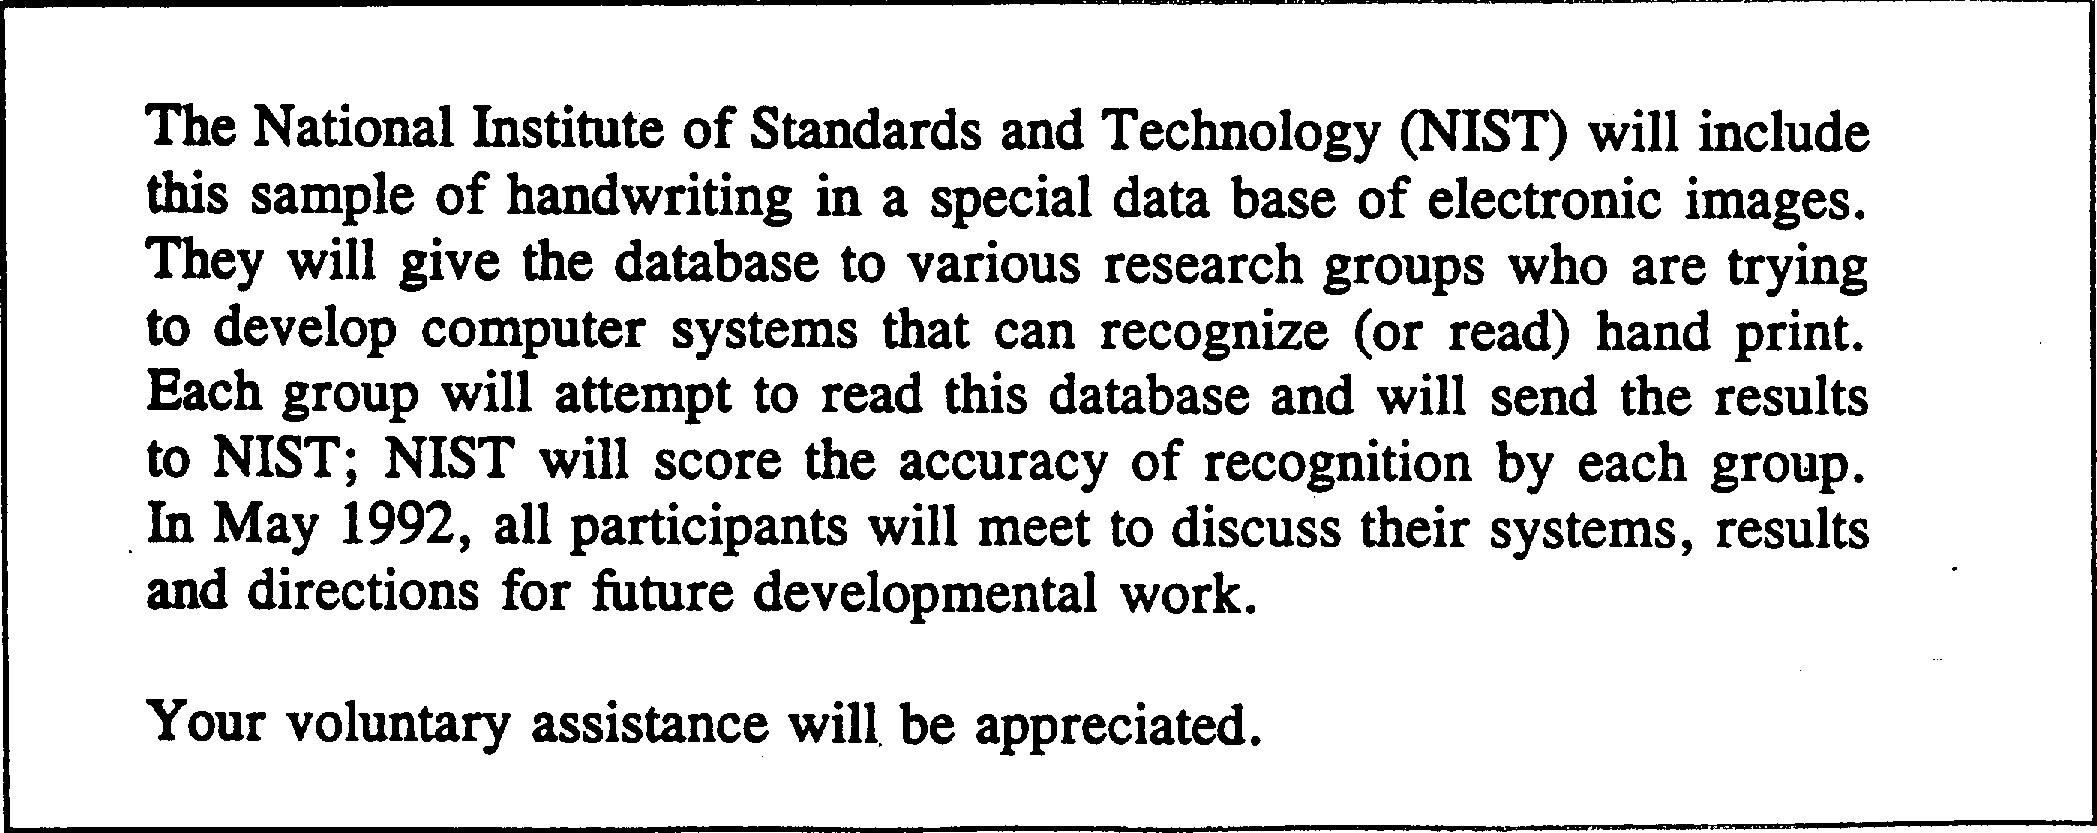 The National Institute of Standards and Technology (NIST) will include
this sample of handwriting in a special data base of electronic images.
They will give the database to various research groups who are trying
to develop computer systems that can recognize (or read) hand print.
Each group will attempt to read this database and will send the results
to NIST; NIST will score the accuracy of recognition by each group.
In May 1992, all participants will meet to discuss their systems, results
and directions for future developmental work.
Your voluntary assistance will be appreciated.